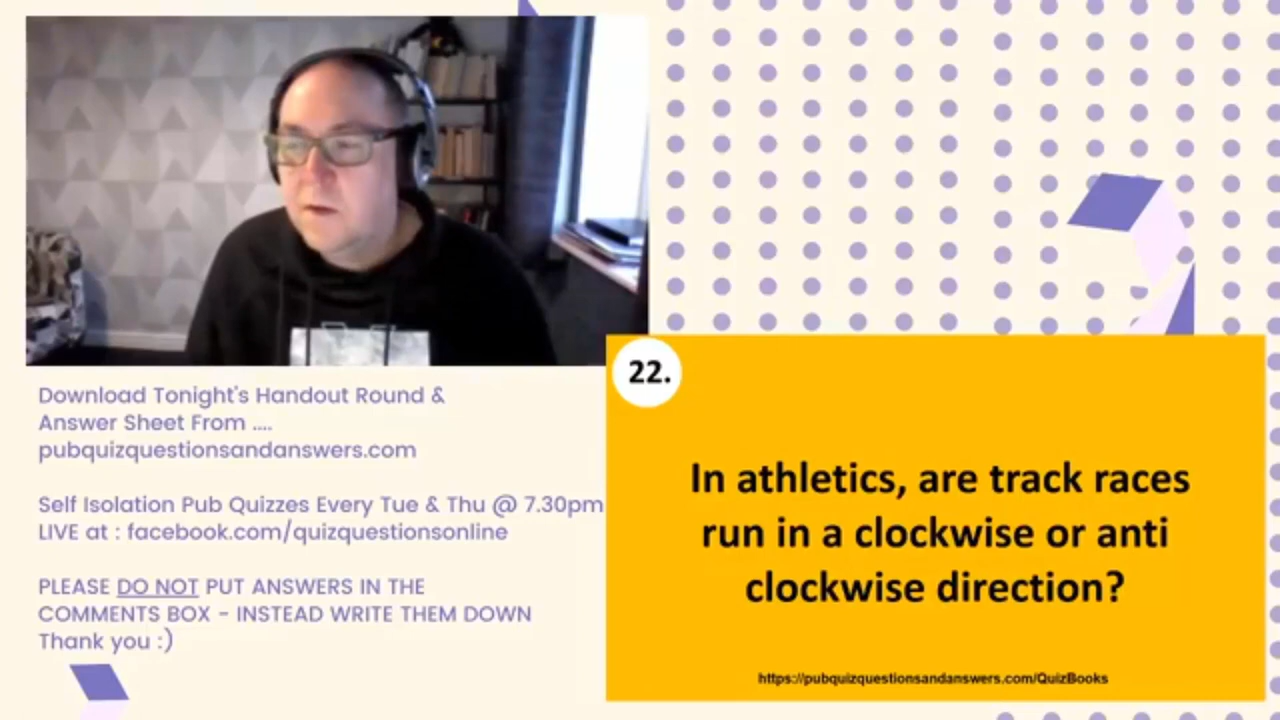 Download Tonight's Handout Round &
Answer Sheet From ....
pubquizquestionsandanswers.com
Self Isolation Pub Quizzes Every Tue & Thu @ 7.30pm
LIVE at : facebook.com/quizquestionsonline
PLEASE DO NOT PUT ANSWERS IN THE
COMMENTS BOX - INSTEAD WRITE THEM DOWN
Thank you :)
22.
In athletics, are track races
run in a clockwise or anti
clockwise direction?
https://pubquizquestionsandanswers.com/QuizBooks